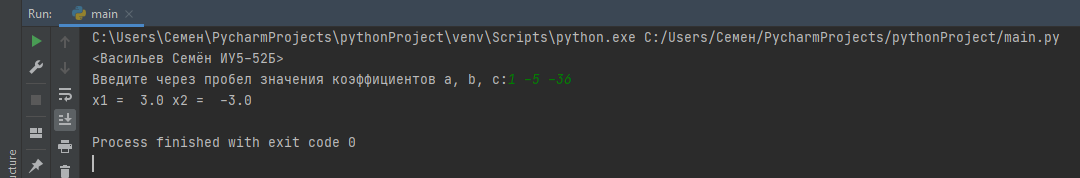 Run: main
C:\Users\Семен\PycharmProjects\pythonProject\venv\Scripts\python.exe C:/Users/Семен/PycharmProjects/pythonProject/main.py
<Васильев Семён ИУ5-52Б>
Введите через пробел значения коэффициентов a, b, c:1 -5 -36
x1 =  3.0 x2 =  -3.0
Process finished with exit code 0